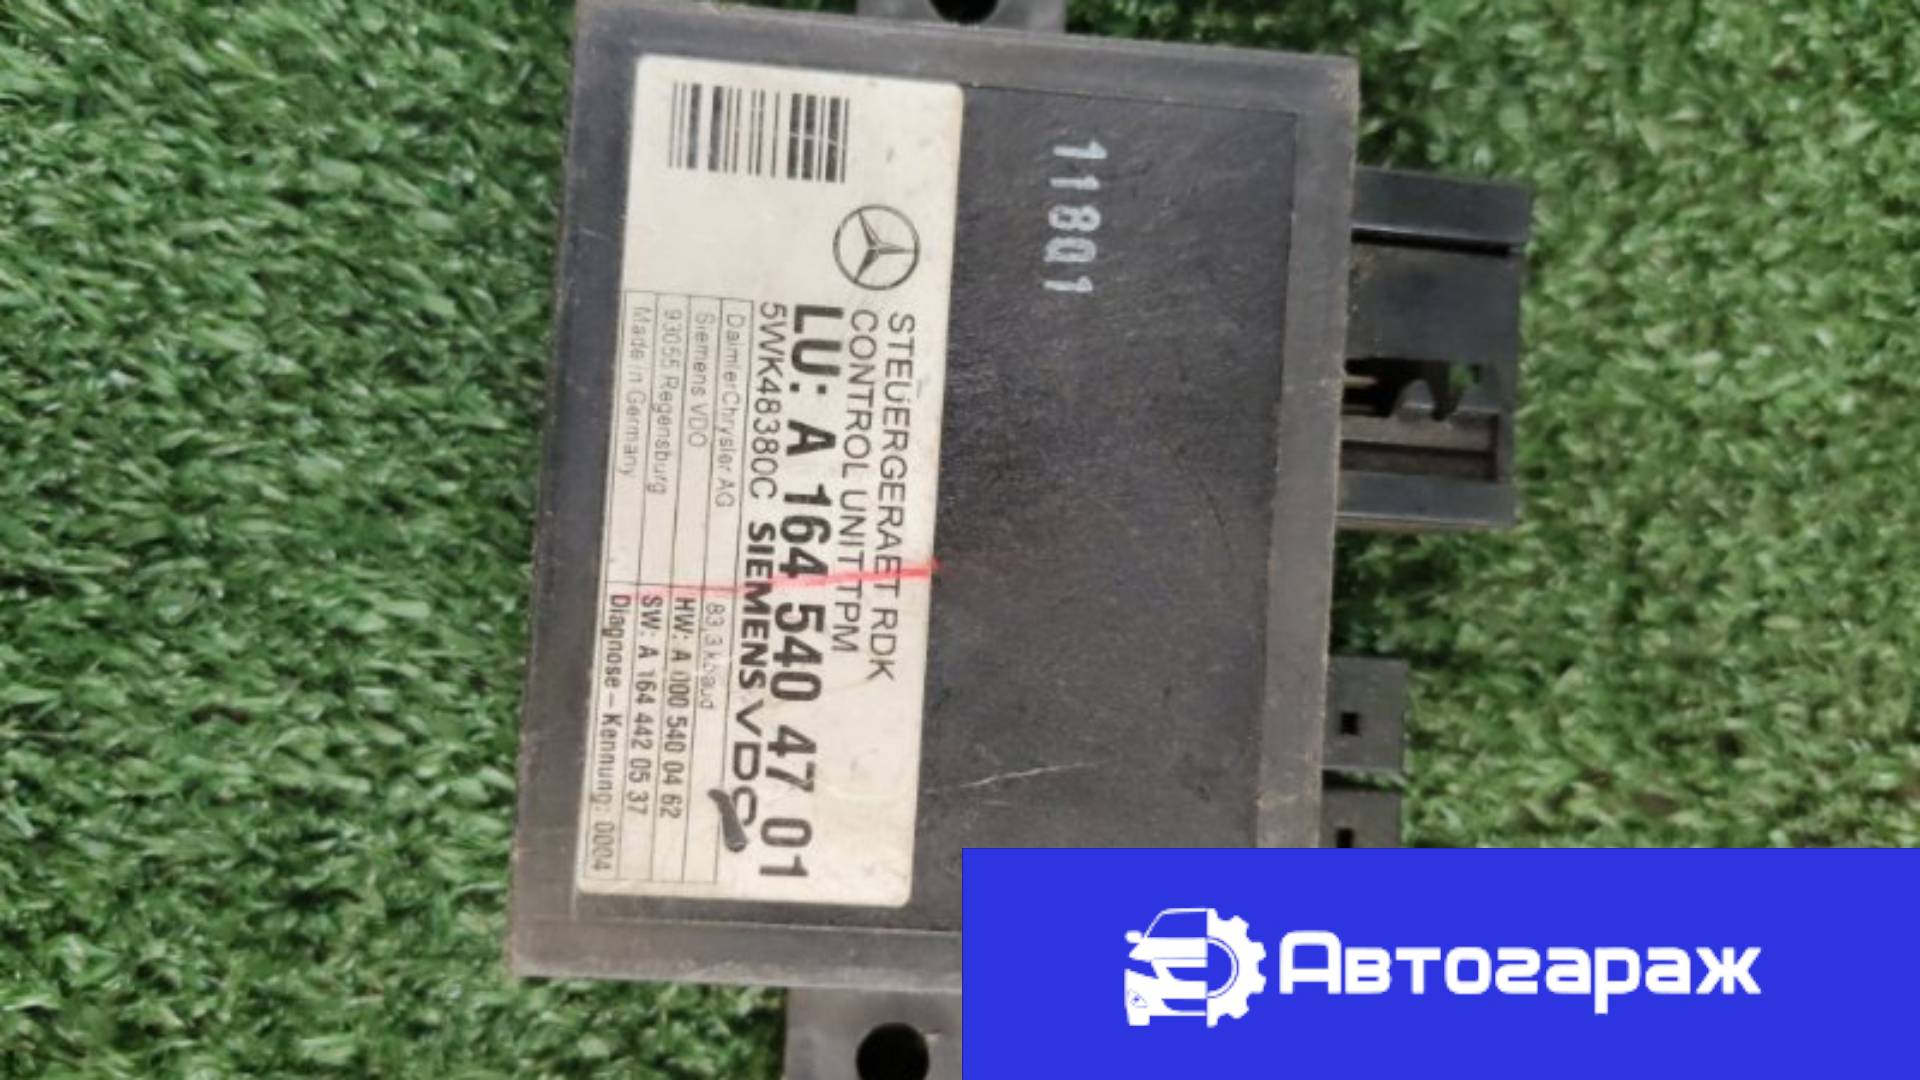 STEUERGERAET RDK
CONTROL UNIT TPM
LU: A 164 540 47 01
5WK48380C SIEMENS VDO
DaimlerChrysler AG 83,3 kbaud
Siemens VDO HW: A 000 540 04 62
93055 Regensburg SW: A 164 442 05 37
Made in Germany Diagnose-Kennung: 0004
11801
Автогараж